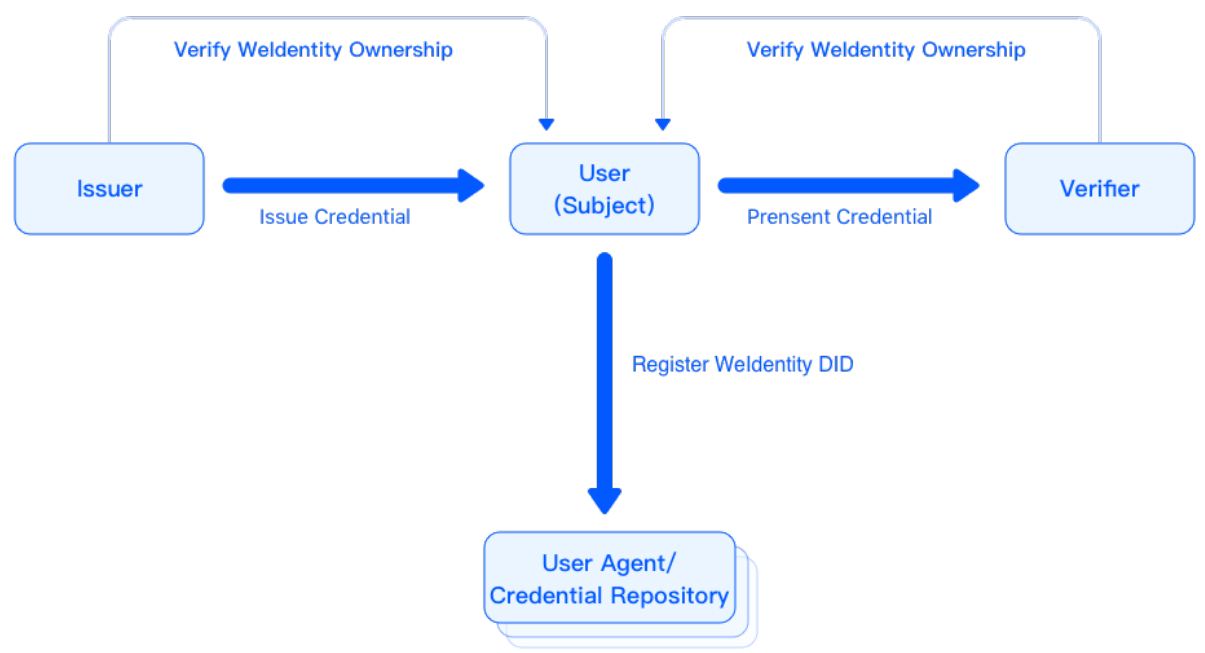 Verify WeIdentity Ownership
Verify WeIdentity Ownership
Issuer
User
(Subject)
Verifier
Issue Credential
Prensent Credential
Register WeIdentity DID
User Agent/
Credential Repository